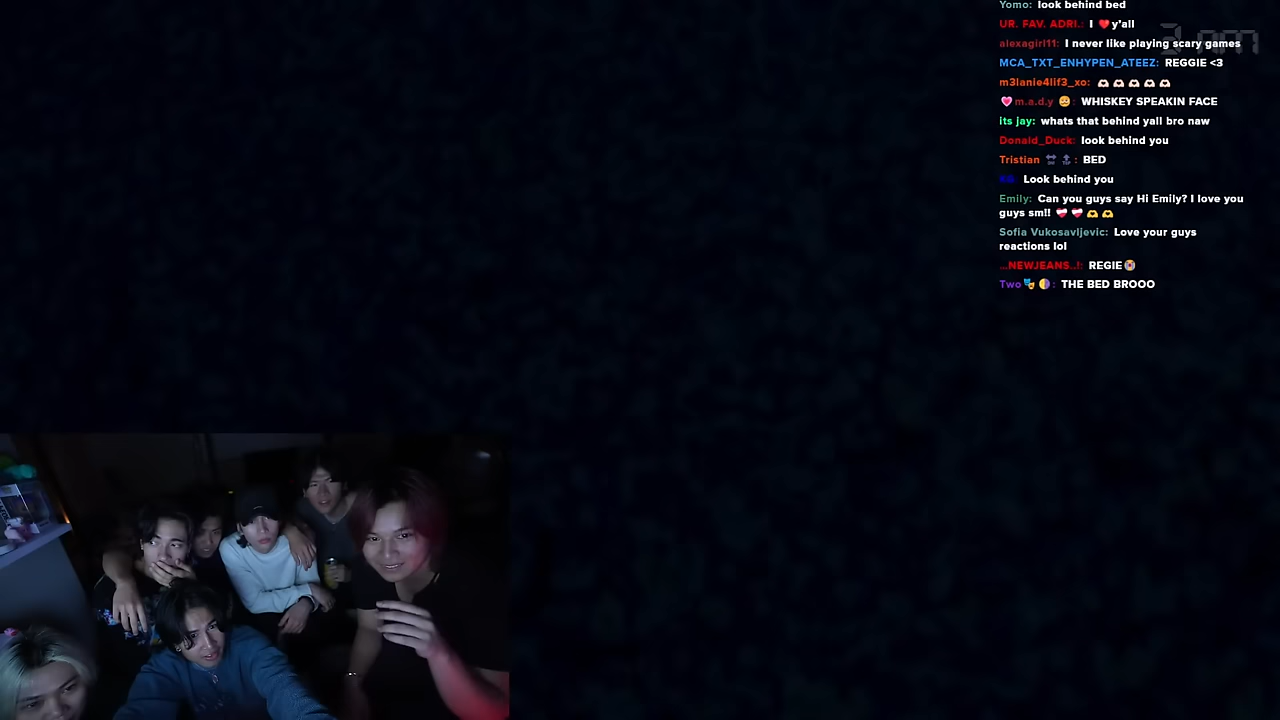 Yomo: look behind bed
UR. FAV. ADRI.: I ❤️ y'all
3 AM
alexagirl11: I never like playing scary games
MCA_TXT_ENHYPEN_ATEEZ: REGGIE <3
m3lanie4lif3_xo: 🫶🏻 🫶🏻 🫶🏻 🫶🏻 🫶🏻
m.a.d.y : WHISKEY SPEAKIN FACE
its jay: whats that behind yall bro naw
Donald_Duck: look behind you
Tristian : BED
Look behind you
Emily: Can you guys say Hi Emily? I love you
guys sm!!
Sofia Vukosavljevic: Love your guys
reactions lol
...NEWJEANS..!: REGIE😭
Two : THE BED BROOO